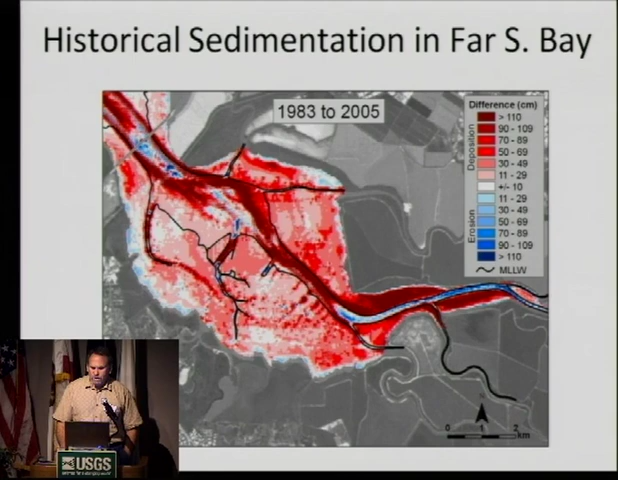 Historical Sedimentation in Far S. Bay
1983 to 2005
Difference (cm)
Deposition
> 110
90 - 109
70 - 89
50 - 69
30 - 49
11 - 29
+/- 10
Erosion
11 - 29
30 - 49
50 - 69
70 - 89
90 - 109
> 110
MLLW
0 1 2
km
USGS